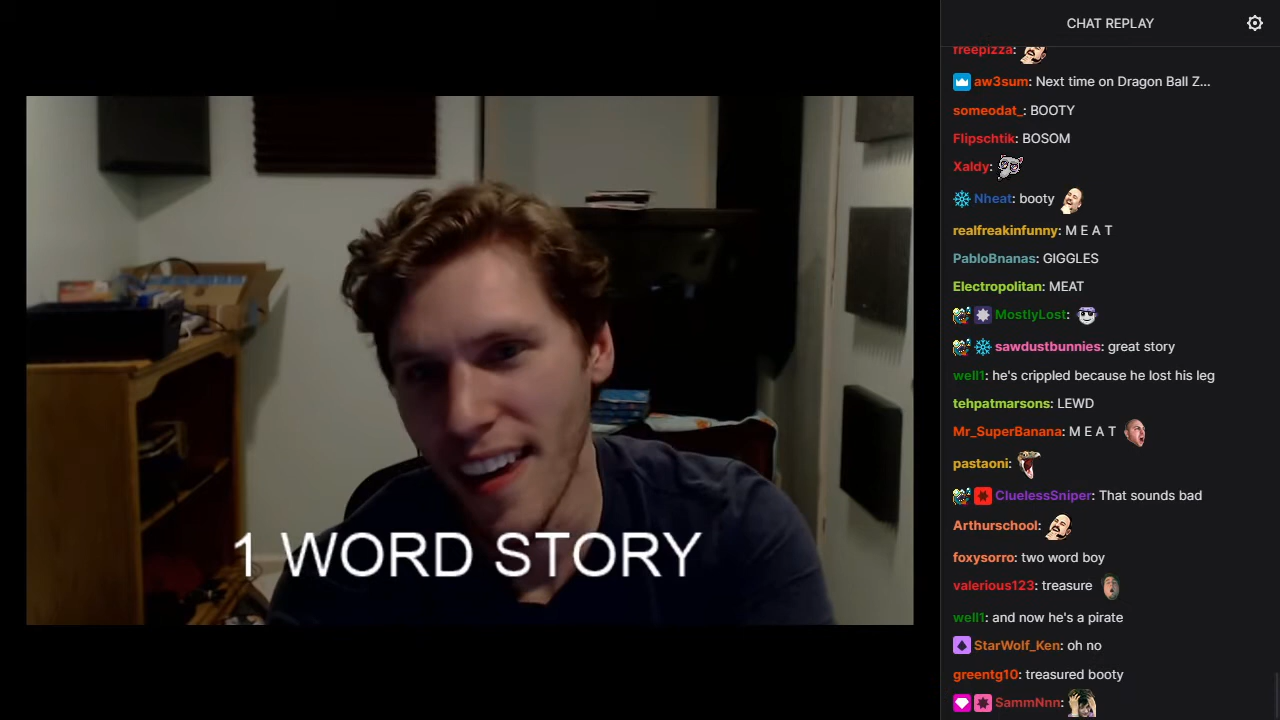 CHAT REPLAY
freepizza:
aw3sum: Next time on Dragon Ball Z...
someodat_: BOOTY
Flipschtik: BOSOM
Xaldy:
Nheat: booty
realfreakinfunny: M E A T
PabloBnanas: GIGGLES
Electropolitan: MEAT
MostlyLost:
sawdustbunnies: great story
well1: he's crippled because he lost his leg
tehpatmarsons: LEWD
Mr_SuperBanana: M E A T
pastaoni:
CluelessSniper: That sounds bad
Arthurschool:
foxysorro: two word boy
valerious123: treasure
well1: and now he's a pirate
StarWolf_Ken: oh no
greentg10: treasured booty
SammNnn:
1 WORD STORY